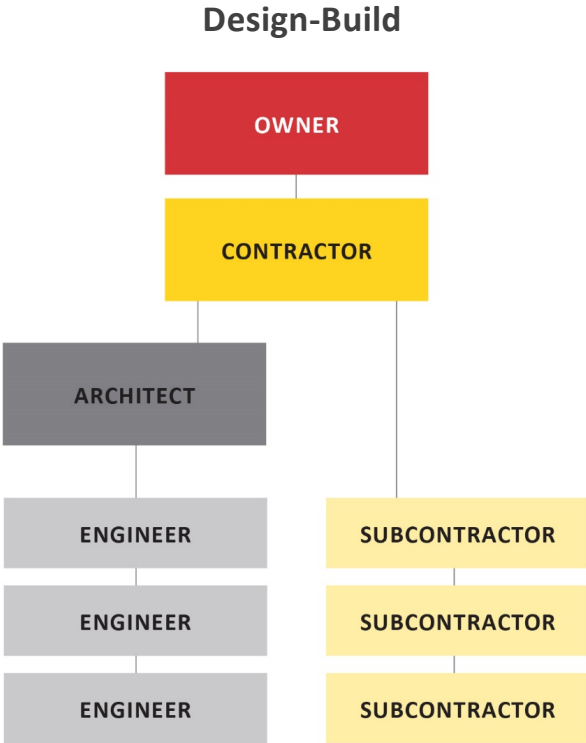 Design-Build
OWNER
CONTRACTOR
ARCHITECT
ENGINEER
SUBCONTRACTOR
ENGINEER
SUBCONTRACTOR
ENGINEER
SUBCONTRACTOR